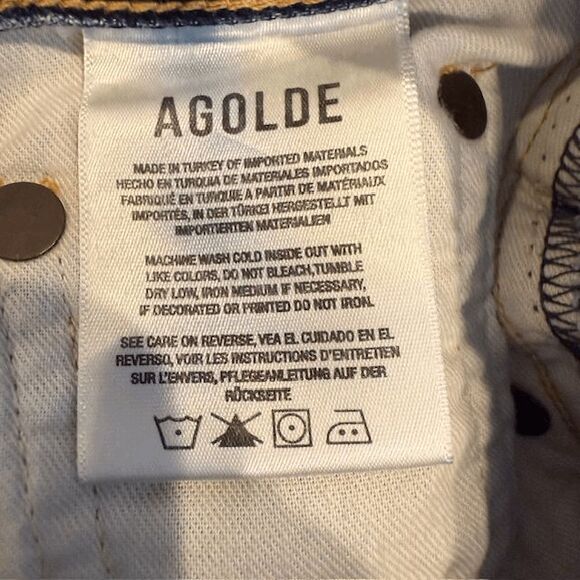 AGOLDE
MADE IN TURKEY OF IMPORTED MATERIALS
HECHO EN TURQUIA DE MATERIALES IMPORTADOS
FABRIQUÉ EN TURQUIE A PARTIR DE MATÉRIAUX
IMPORTÉS, IN DER TÜRKEI HERGESTELLT MIT
IMPORTIERTEN MATERIALIEN
MACHINE WASH COLD INSIDE OUT WITH
LIKE COLORS, DO NOT BLEACH,TUMBLE
DRY LOW, IRON MEDIUM IF NECESSARY,
IF DECORATED OR PRINTED DO NOT IRON.
SEE CARE ON REVERSE, VEA EL CUIDADO EN EL
REVERSO, VOIR LES INSTRUCTIONS D'ENTRETIEN
SUR L'ENVERS, PFLEGEANLEITUNG AUF DER
RÜCKSEITE